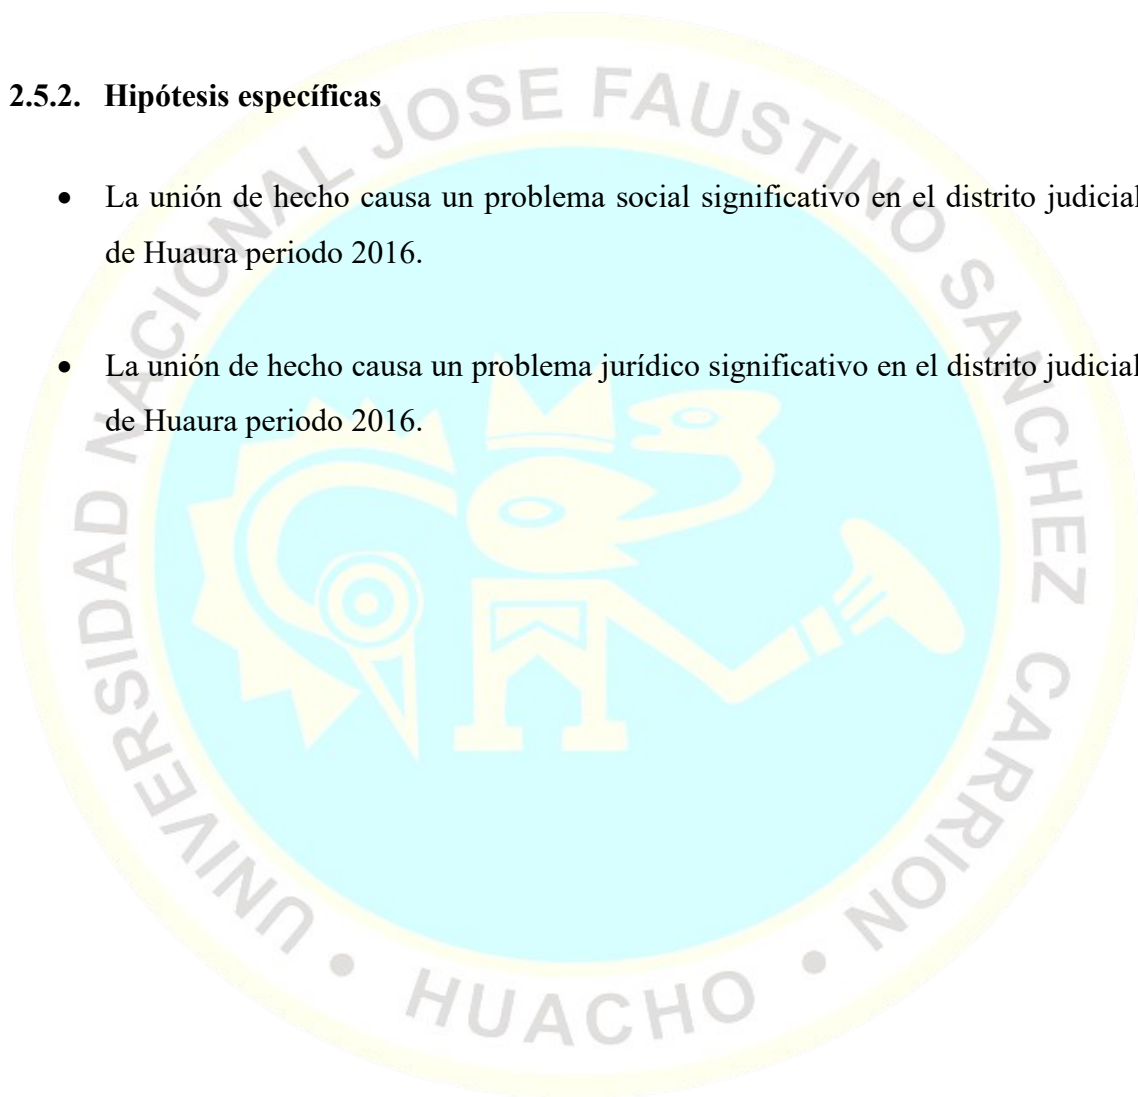 2.5.2. Hipótesis específicas
• La unión de hecho causa un problema social significativo en el distrito judicial
de Huaura periodo 2016.
• La unión de hecho causa un problema jurídico significativo en el distrito judicial
de Huaura periodo 2016.
UNIVERSIDAD NACIONAL JOSE FAUSTINO SANCHEZ CARRION • HUACHO •